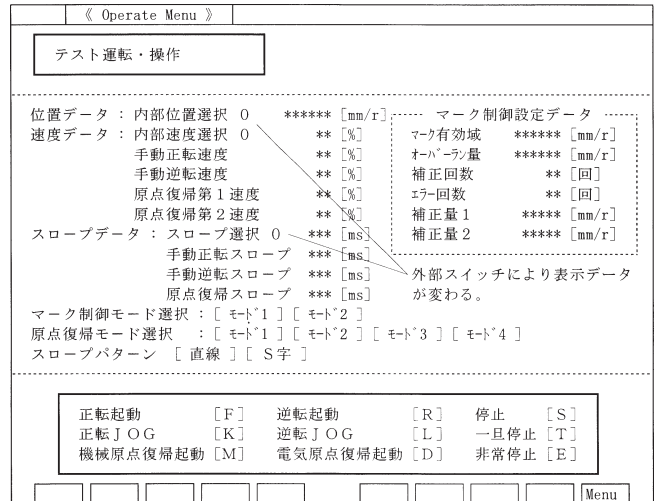 《 Operate Menu 》
テスト運転・操作
位置データ : 内部位置選択 0 ****** [mm/r]
速度データ : 内部速度選択 0 ** [%]
手動正転速度 ** [%]
手動逆転速度 ** [%]
原点復帰第1速度 ** [%]
原点復帰第2速度 ** [%]
スロープデータ : スロープ選択 0 *** [ms]
手動正転スロープ *** [ms]
手動逆転スロープ *** [ms]
原点復帰スロープ *** [ms]
マーク制御設定データ
マーク有効域 ****** [mm/r]
オーバーラン量 ****** [mm/r]
補正回数 ** [回]
エラー回数 ** [回]
補正量1 ***** [mm/r]
補正量2 ***** [mm/r]
外部スイッチにより表示データ
が変わる。
マーク制御モード選択 : [ モード1 ] [ モード2 ]
原点復帰モード選択 : [ モード1 ] [ モード2 ] [ モード3 ] [ モード4 ]
スロープパターン [ 直線 ] [ S字 ]
正転起動 [F] 逆転起動 [R] 停止 [S]
正転JOG [K] 逆転JOG [L] 一旦停止 [T]
機械原点復帰起動 [M] 電気原点復帰起動 [D] 非常停止 [E]
Menu